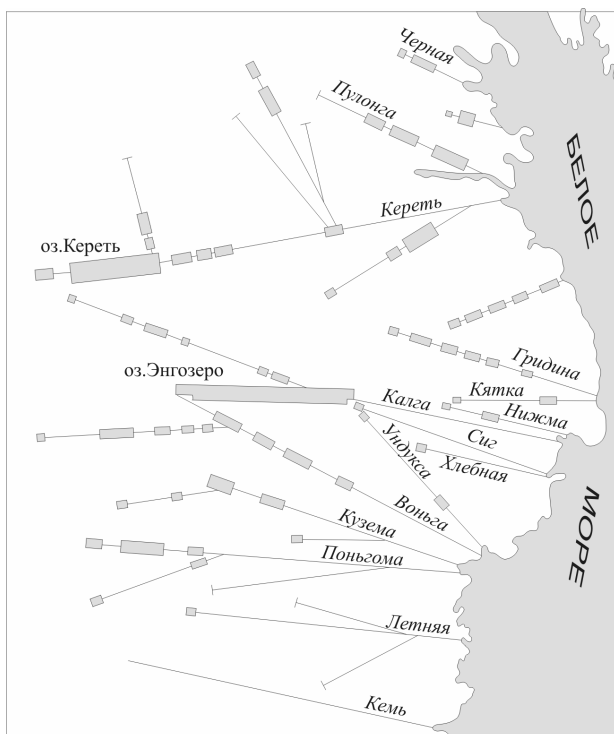 Черная
Пулонга
БЕЛОЕ
Кереть
оз.Кереть
Гридина
оз.Энгозеро
Кятка
Калга
Нижма
Сиг
Ундукса
Хлебная
Воньга
МОРЕ
Кузема
Поньгома
Летняя
Кемь